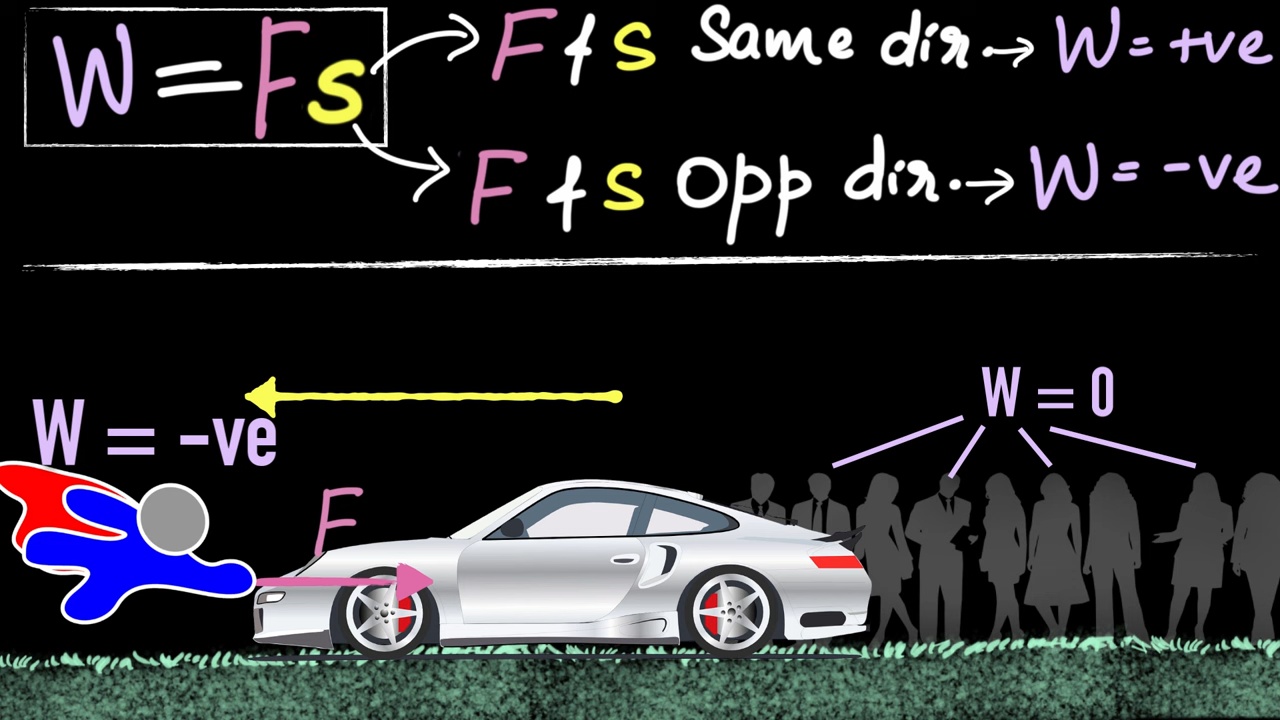 W = Fs
F & s Same dir. → W = +ve
F & s Opp dir. → W = -ve
W = 0
W = -ve
F